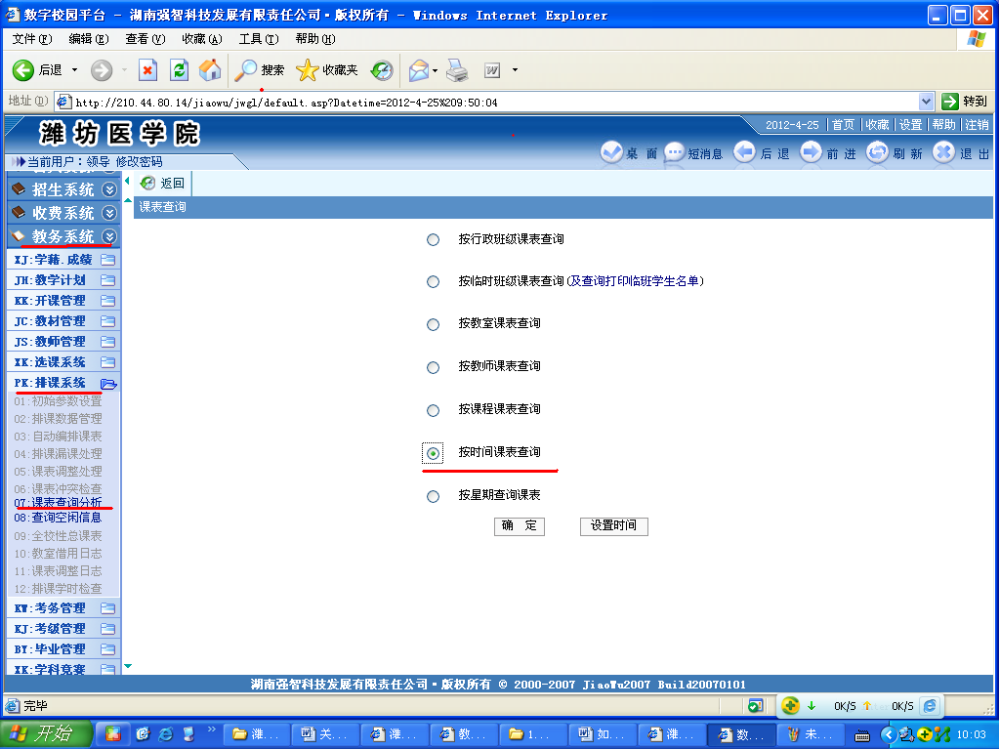 数字校园平台 - 湖南强智科技发展有限责任公司·版权所有 - Windows Internet Explorer
文件(F) 编辑(E) 查看(V) 收藏(A) 工具(T) 帮助(H)
后退 搜索 收藏夹
地址(D) http://210.44.80.14/jiaowu/jwgl/default.asp?Datetime=2012-4-25%209:50:04 转到
潍坊医学院
2012-4-25 首页 收藏 设置 帮助 注销
桌 面 短消息 后 退 前 进 刷 新 退 出
当前用户：领导 修改密码
招生系统
收费系统
教务系统
XJ:学籍.成绩
JH:教学计划
KK:开课管理
JC:教材管理
JS:教师管理
XK:选课系统
PK:排课系统
01:初始参数设置
02:排课数据管理
03:自动编排课表
04:排课漏课处理
05:课表调整处理
06:课表冲突检查
07:课表查询分析
08:查询空闲信息
09:全校性总课表
10:教室借用日志
11:课表调整日志
12:排课学时检查
KW:考务管理
KJ:考级管理
BY:毕业管理
XK:学科竞赛
返回
课表查询
按行政班级课表查询
按临时班级课表查询(及查询打印临班学生名单)
按教室课表查询
按教师课表查询
按课程课表查询
按时间课表查询
按星期查询课表
确 定 设置时间
湖南强智科技发展有限责任公司·版权所有 © 2000-2007 JiaoWu2007 Build20070101
完毕
0K/S 0K/S
开始 潍... 关... 潍... 教... 1... 如... 潍... 数... 未... 10:03